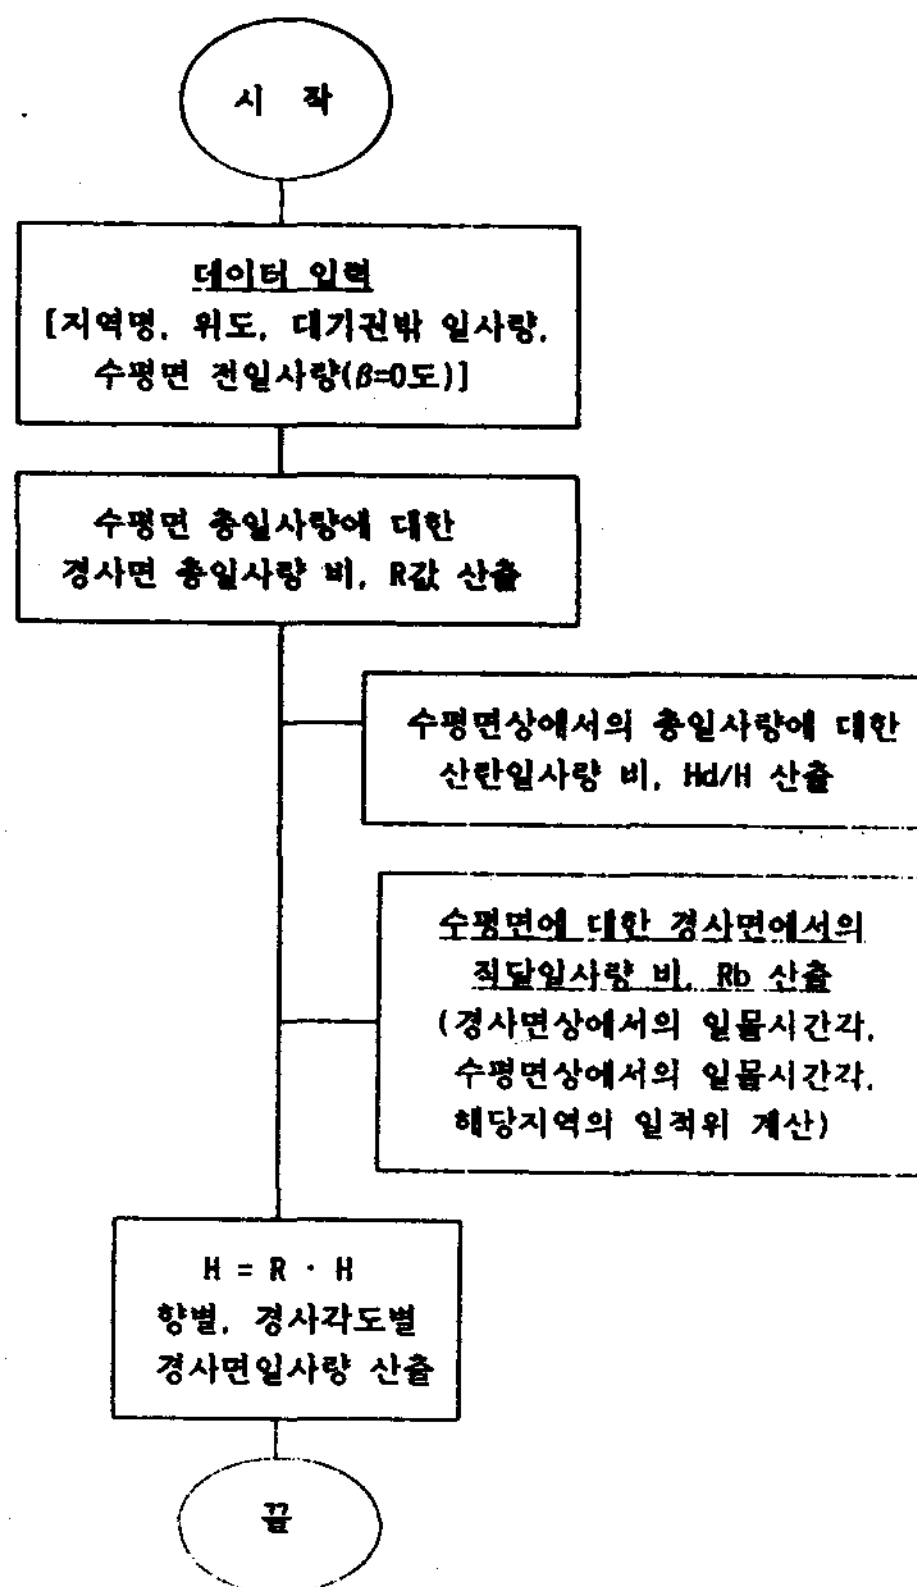 시 작
데이터 입력
[지역명, 위도, 대기권밖 일사량,
수평면 전일사량(β=0도)]
수평면 총일사량에 대한
경사면 총일사량 비, R값 산출
수평면상에서의 총일사량에 대한
산란일사량 비, Hd/H 산출
수평면에 대한 경사면에서의
직달일사량 비, Rb 산출
(경사면상에서의 일몰시간각,
수평면상에서의 일몰시간각,
해당지역의 일적위 계산)
H = R · H
향별, 경사각도별
경사면일사량 산출
끝